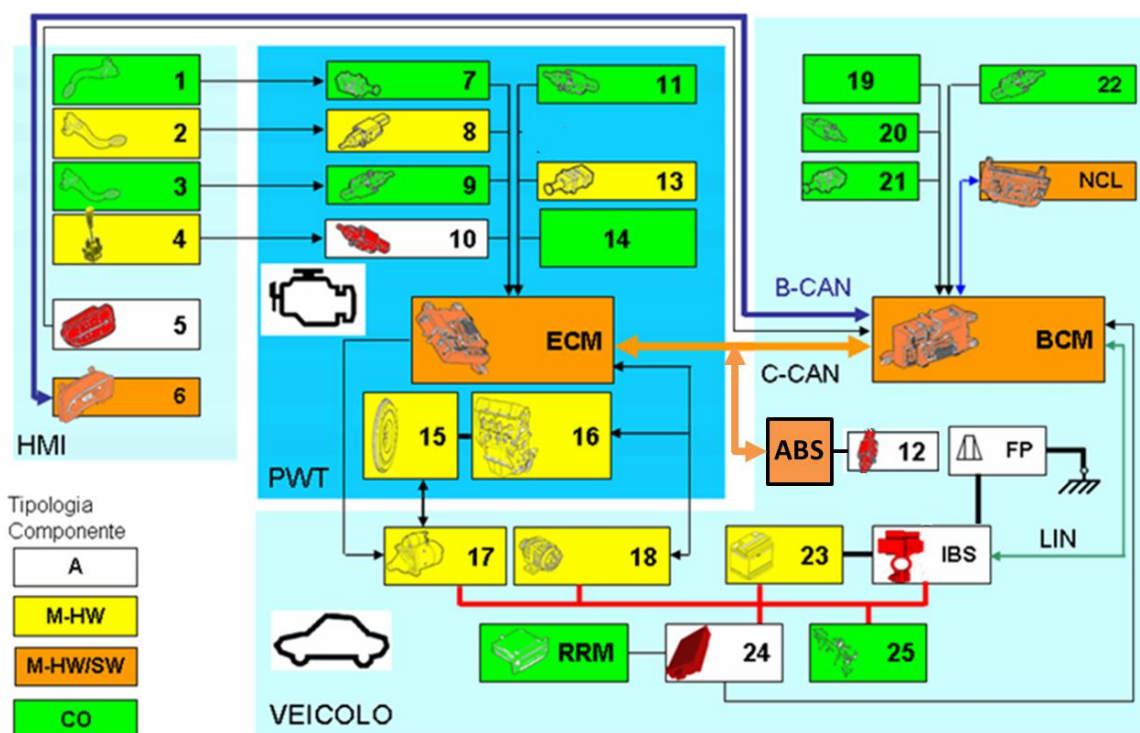 1
2
3
4
5
6
HMI
7
8
9
10
11
13
14
ECM
15
16
PWT
19
20
21
22
NCL
B-CAN
BCM
C-CAN
ABS
12
FP
LIN
17
18
23
IBS
RRM
24
25
VEICOLO
Tipologia
Componente
A
M-HW
M-HW/SW
CO